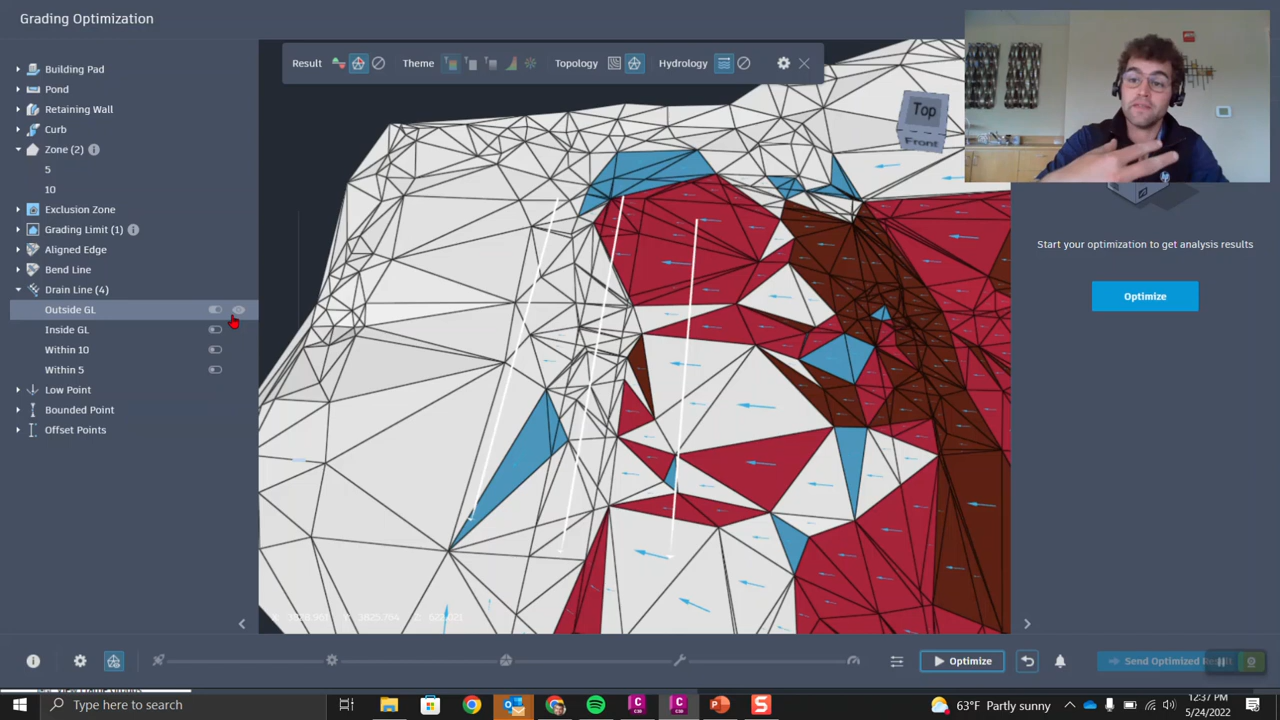 Grading Optimization
Building Pad
Pond
Retaining Wall
Curb
Zone (2)
5
10
Exclusion Zone
Grading Limit (1)
Aligned Edge
Bend Line
Drain Line (4)
Outside GL
Inside GL
Within 10
Within 5
Low Point
Bounded Point
Offset Points
Result
Theme
Topology
Hydrology
Top
Front
Start your optimization to get analysis results
Optimize
Optimize
Send Optimized
Type here to search
63°F Partly sunny
12:37 PM
5/24/2022